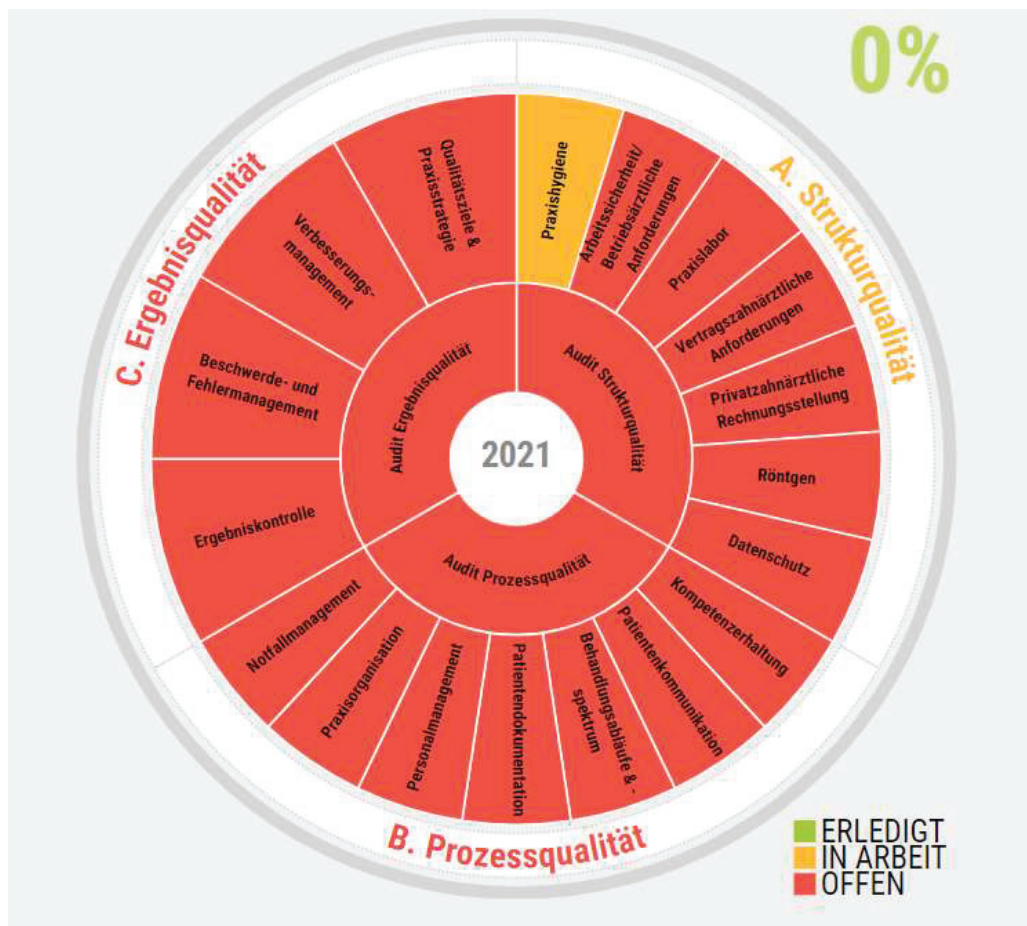 0%
A. Strukturqualität
Praxishygiene
Arbeitssicherheit/
Betriebsärztliche
Anforderungen
Praxislabor
Vertragszahnärztliche
Anforderungen
Privatzahnärztliche
Rechnungsstellung
Röntgen
Datenschutz
Kompetenzerhaltung
Patientenkommunikation
Behandlungsabläufe & -
spektrum
Patientendokumentation
Personalmanagement
Praxisorganisation
Notfallmanagement
B. Prozessqualität
Ergebniskontrolle
Beschwerde- und
Fehlermanagement
Verbesserungs-
management
Qualitätsziele &
Praxisstrategie
C. Ergebnisqualität
Audit Strukturqualität
Audit Prozessqualität
Audit Ergebnisqualität
2021
ERLEDIGT
IN ARBEIT
OFFEN